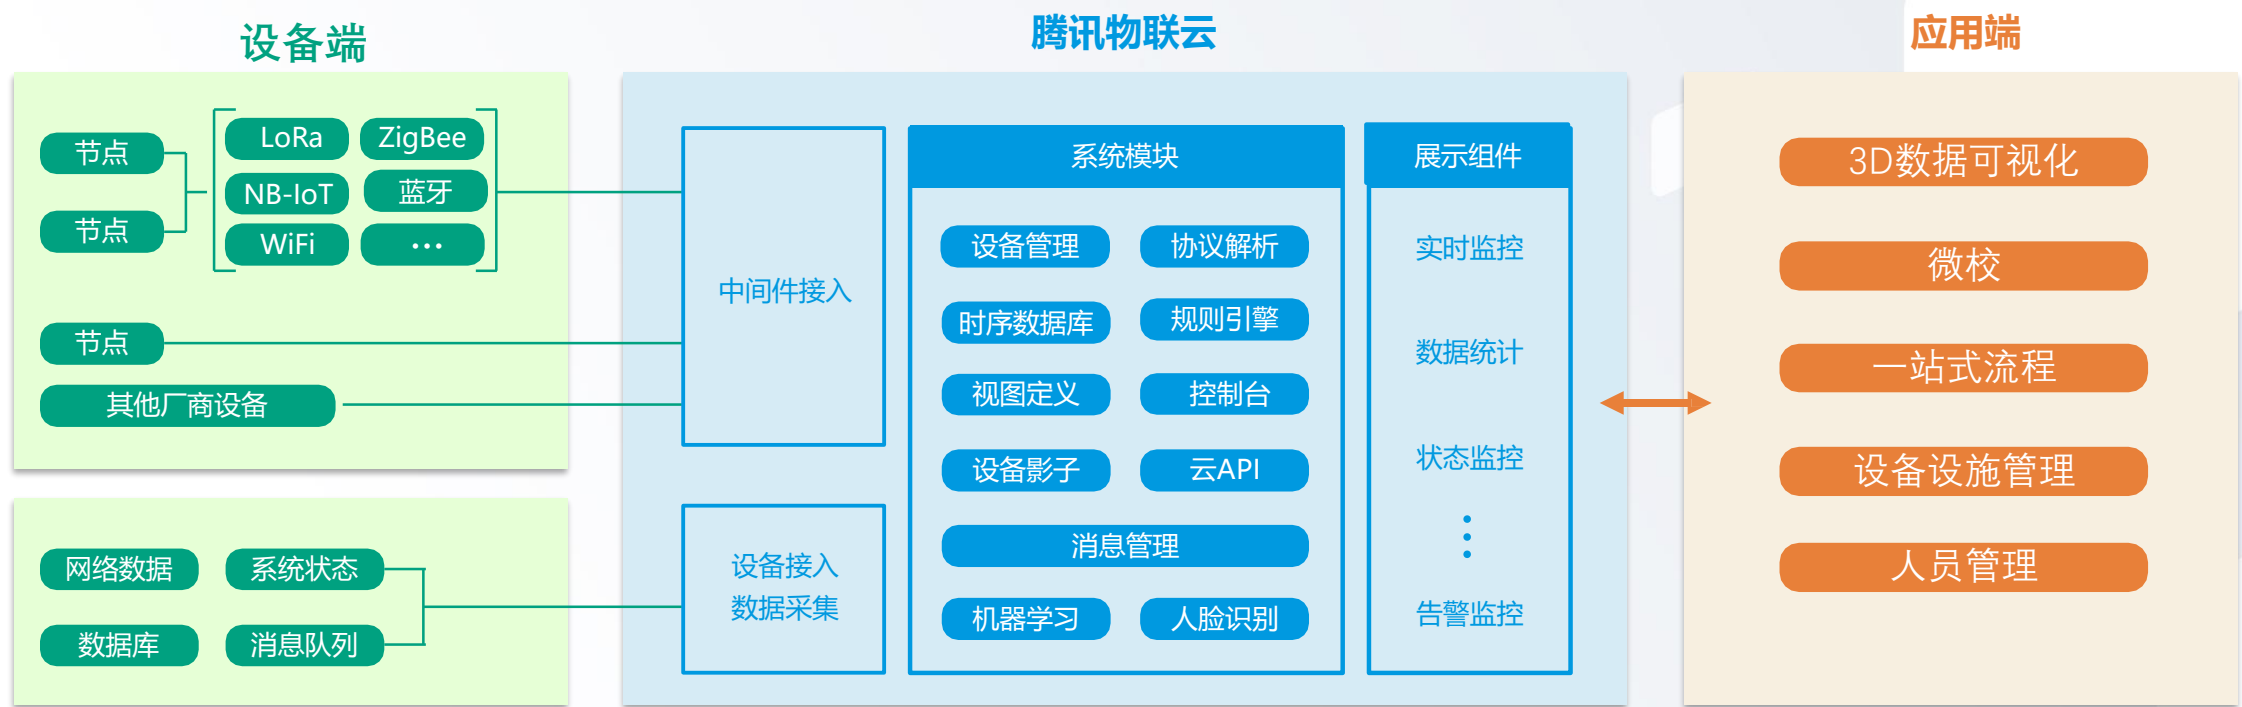 设备端
腾讯物联云
应用端
节点
节点
LoRa
ZigBee
NB-IoT
蓝牙
WiFi
...
节点
其他厂商设备
网络数据
系统状态
数据库
消息队列
中间件接入
设备接入
数据采集
系统模块
设备管理
协议解析
时序数据库
规则引擎
视图定义
控制台
设备影子
云API
消息管理
机器学习
人脸识别
展示组件
实时监控
数据统计
状态监控
⋮
告警监控
3D数据可视化
微校
一站式流程
设备设施管理
人员管理